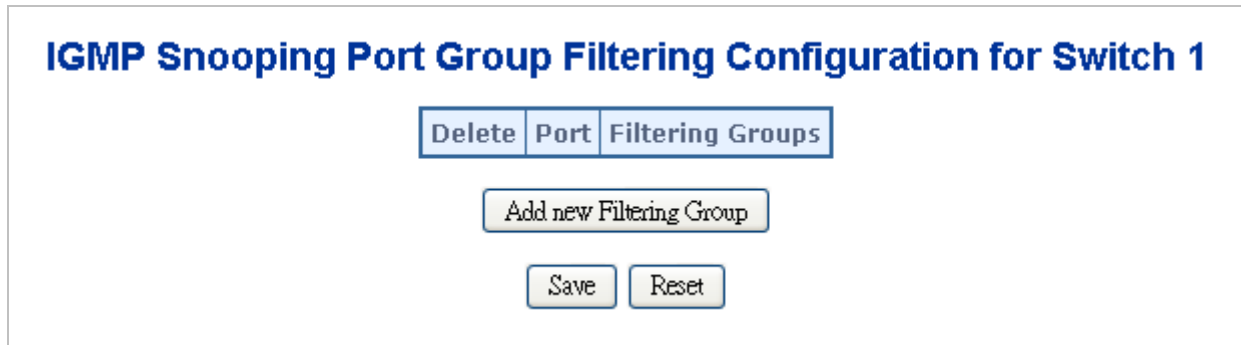 IGMP Snooping Port Group Filtering Configuration for Switch 1
Delete Port Filtering Groups
Add new Filtering Group
Save Reset